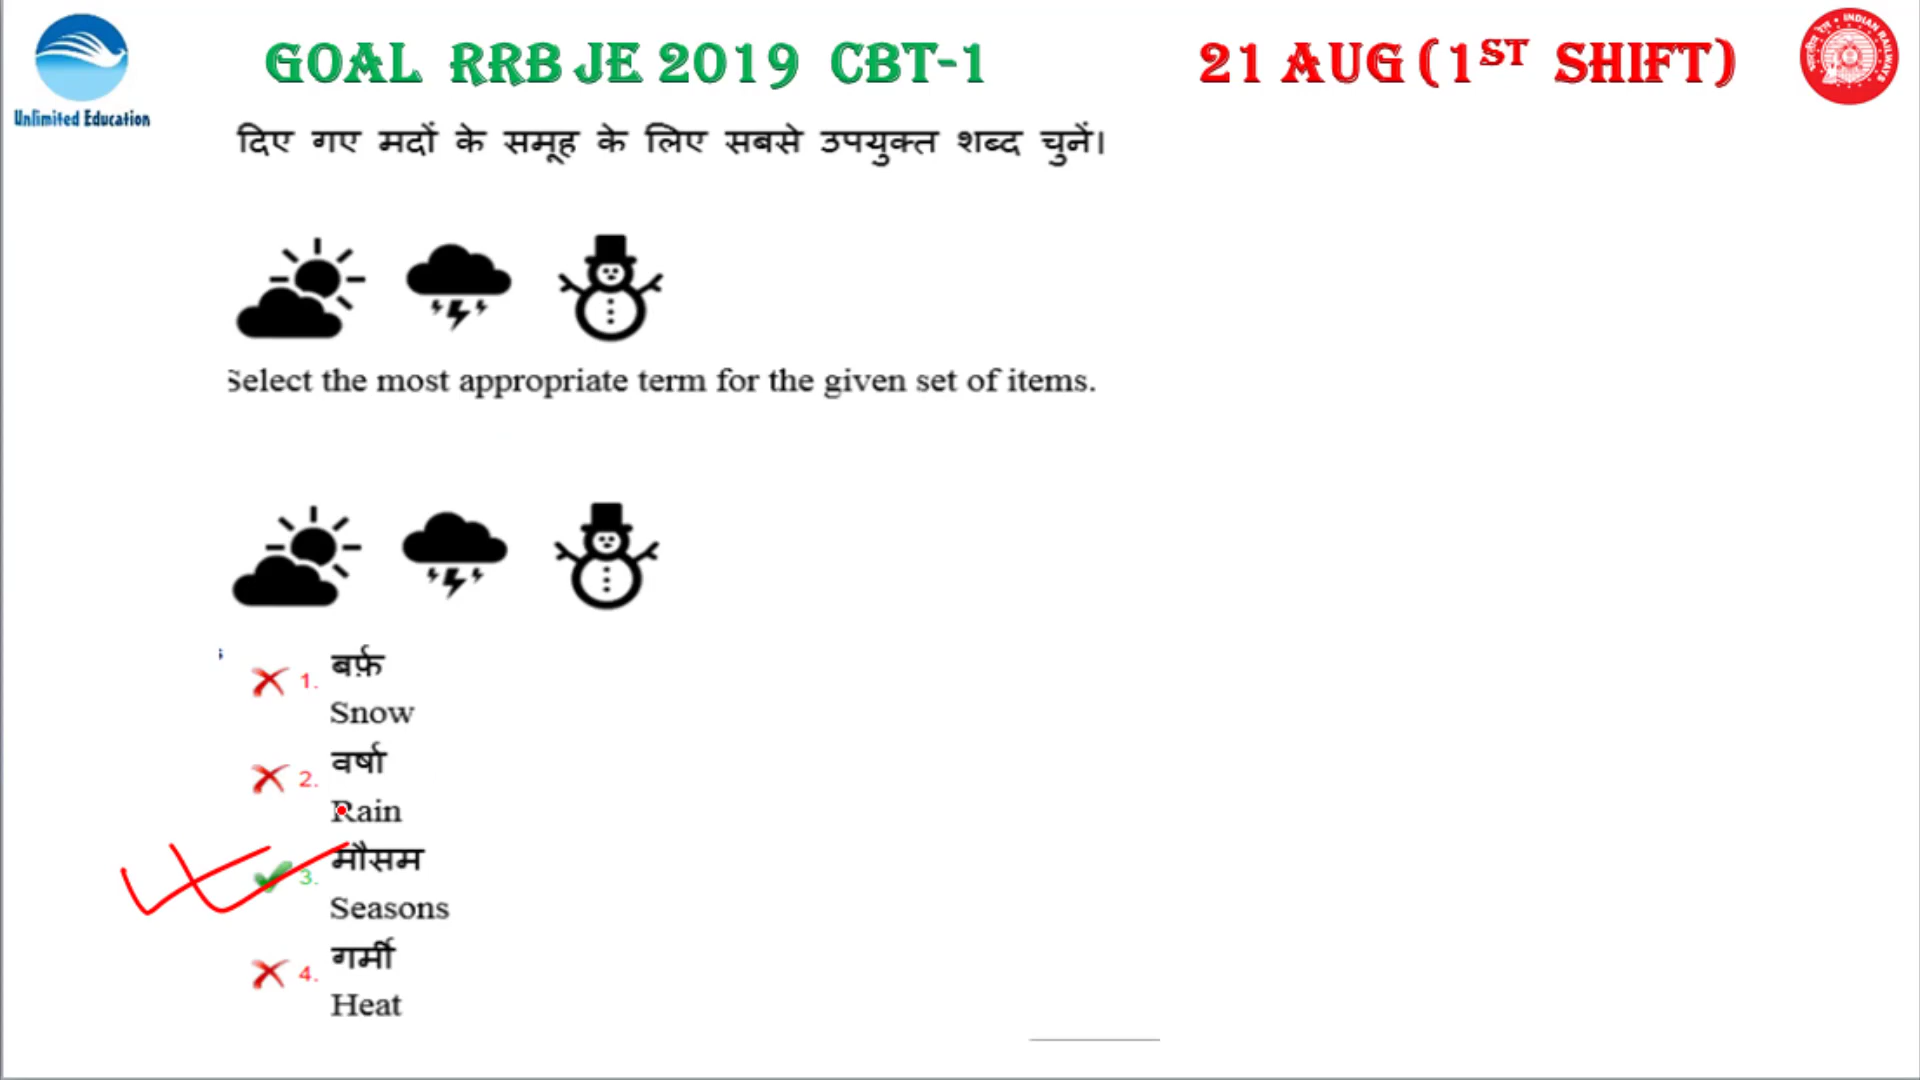 GOAL RRB JE 2019 CBT-1
21 AUG (1ST SHIFT)
Unlimited Education
दिए गए मदों के समूह के लिए सबसे उपयुक्त शब्द चुनें।
Select the most appropriate term for the given set of items.
1. बर्फ़
Snow
2. वर्षा
Rain
3. मौसम
Seasons
4. गर्मी
Heat